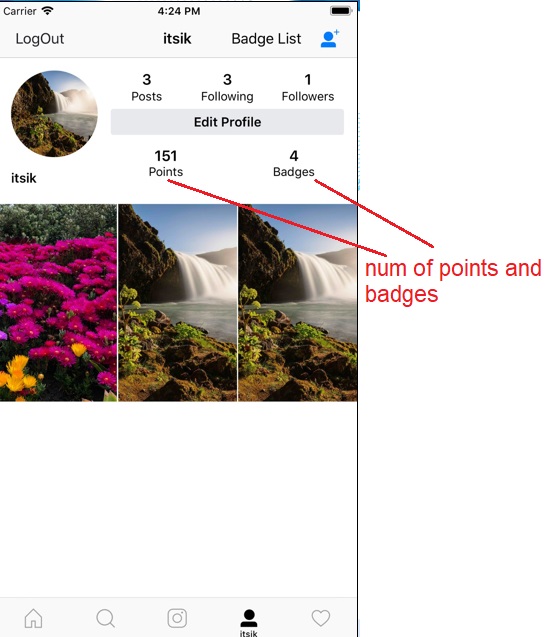 Carrier 4:24 PM
LogOut itsik Badge List
3 3 1
Posts Following Followers
Edit Profile
151 4
Points Badges
itsik
num of points and
badges
itsik